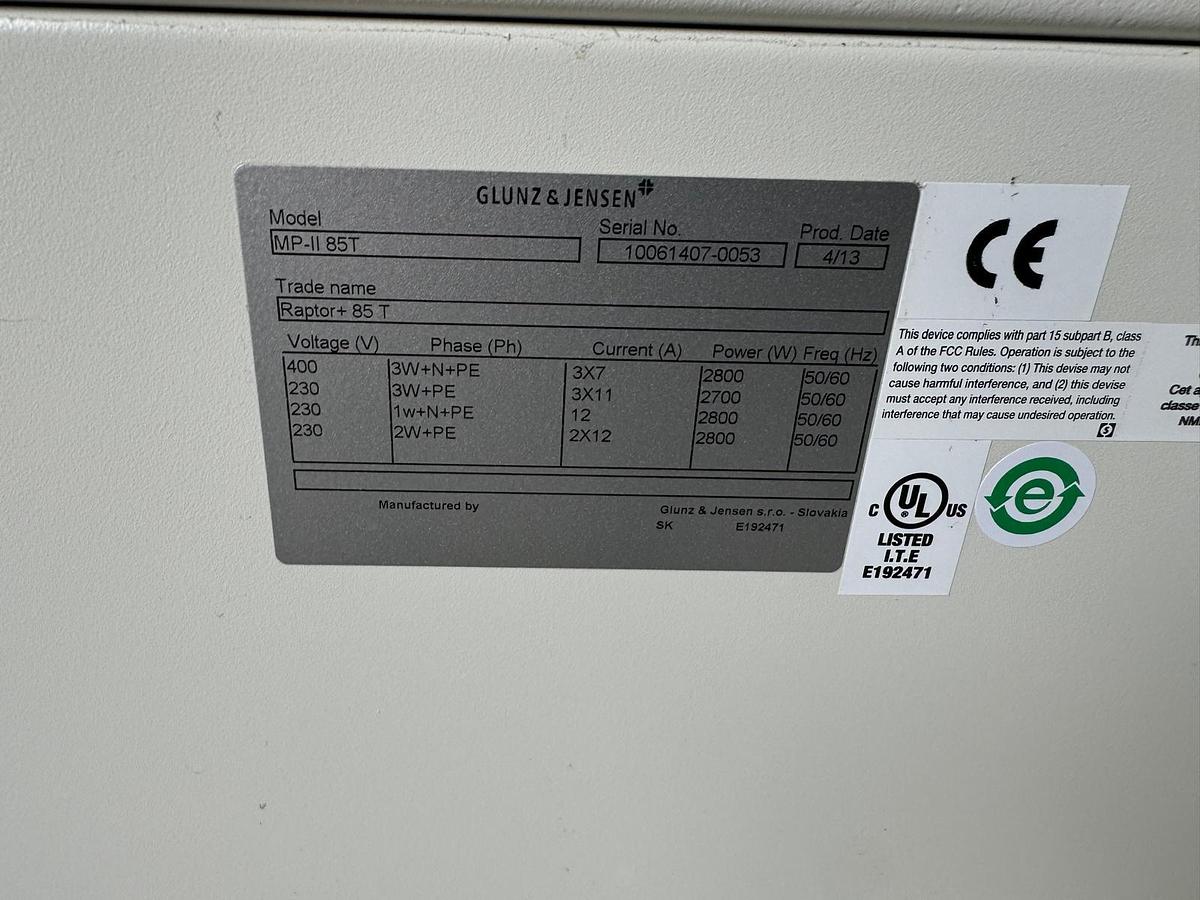 GLUNZ & JENSEN
Model
MP-II 85T
Serial No.
10061407-0053
Prod. Date
4/13
Trade name
Raptor+ 85 T
Voltage (V) Phase (Ph) Current (A) Power (W) Freq (Hz)
400 3W+N+PE 3X7 2800 50/60
230 3W+PE 3X11 2700 50/60
230 1w+N+PE 12 2800 50/60
230 2W+PE 2X12 2800 50/60
Manufactured by Glunz & Jensen s.r.o. - Slovakia
SK E192471
CE
This device complies with part 15 subpart B, class
A of the FCC Rules. Operation is subject to the
following two conditions: (1) This devise may not
cause harmful interference, and (2) this devise
must accept any interference received, including
interference that may cause undesired operation.
Cet a
classe
NM
C UL® US
LISTED
I.T.E
E192471
e